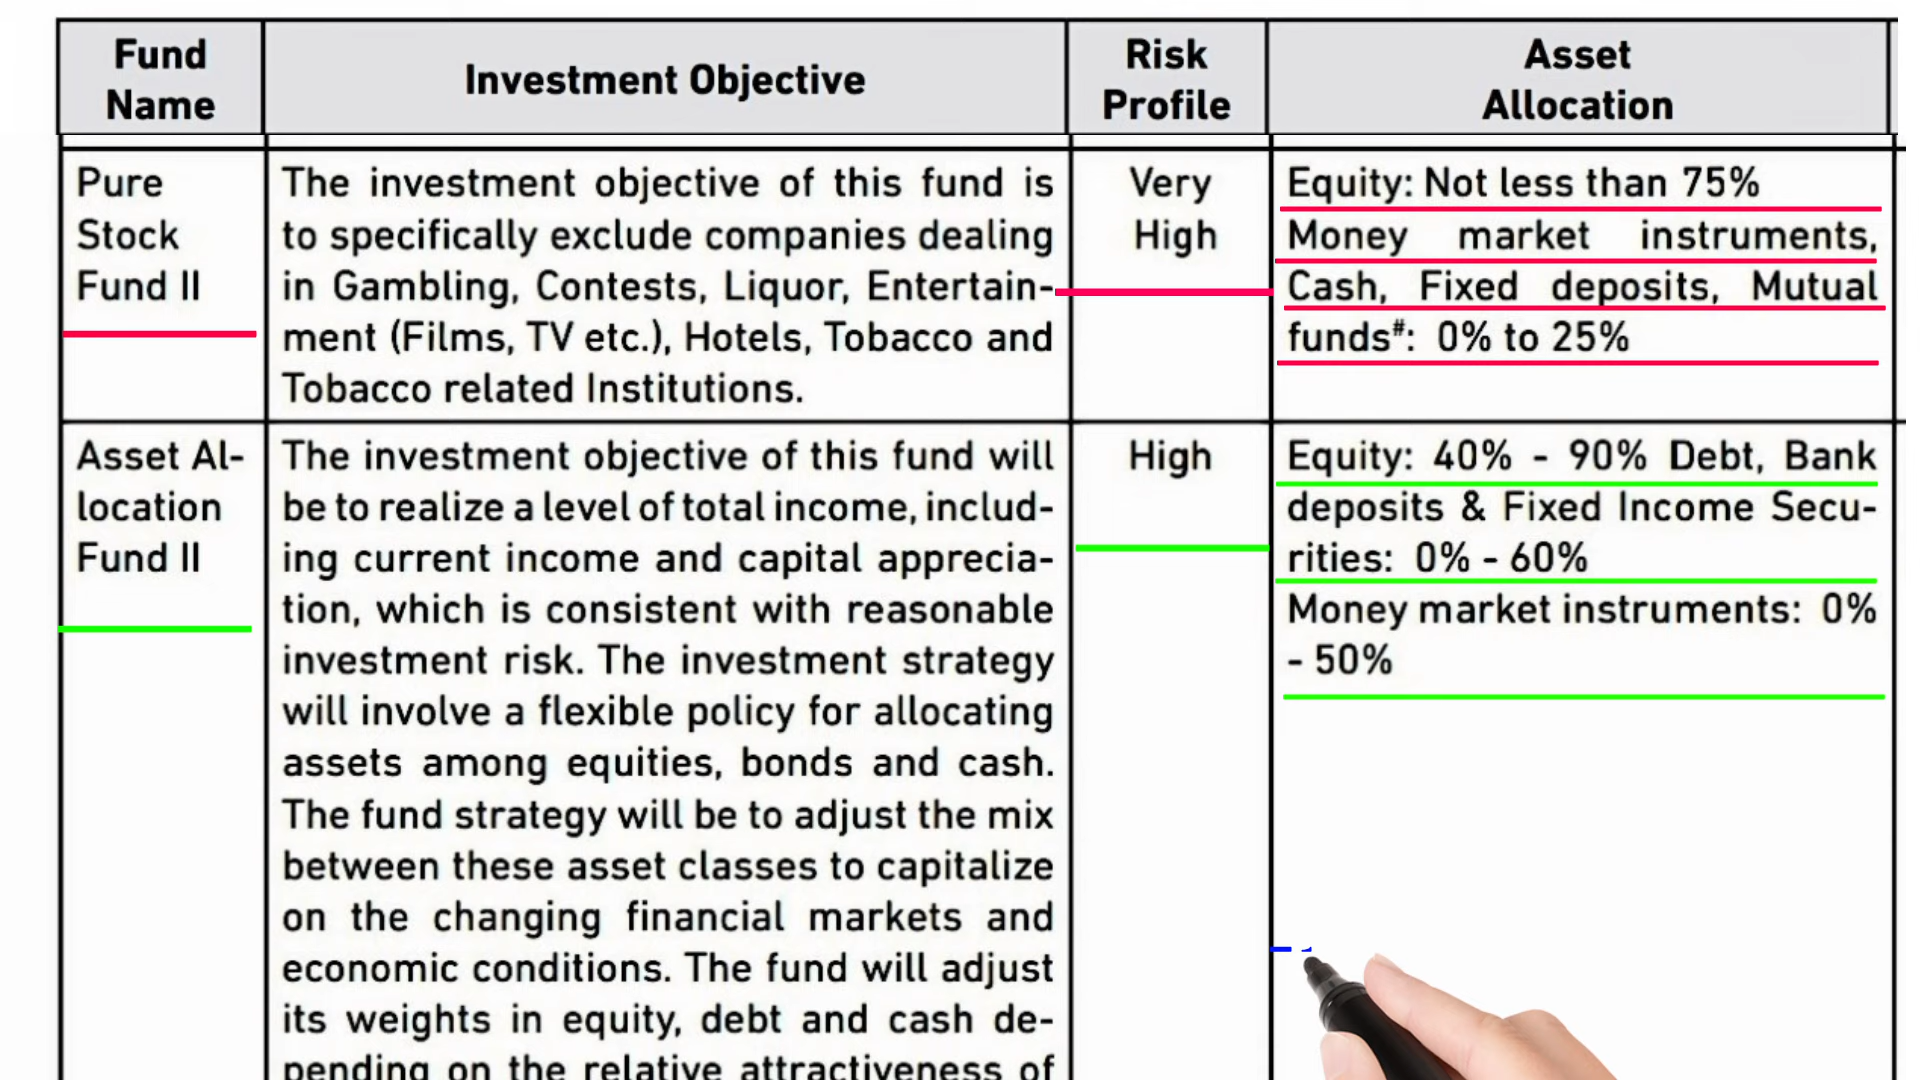 Fund
Name
Investment Objective
Risk
Profile
Asset
Allocation
Pure
Stock
Fund II
The investment objective of this fund is
to specifically exclude companies dealing
in Gambling, Contests, Liquor, Entertain-
ment (Films, TV etc.), Hotels, Tobacco and
Tobacco related Institutions.
Very
High
Equity: Not less than 75%
Money market instruments,
Cash, Fixed deposits, Mutual
funds#: 0% to 25%
Asset Al-
location
Fund II
The investment objective of this fund will
be to realize a level of total income, includ-
ing current income and capital apprecia-
tion, which is consistent with reasonable
investment risk. The investment strategy
will involve a flexible policy for allocating
assets among equities, bonds and cash.
The fund strategy will be to adjust the mix
between these asset classes to capitalize
on the changing financial markets and
economic conditions. The fund will adjust
its weights in equity, debt and cash de-
pending on the relative attractiveness of
High
Equity: 40% - 90% Debt, Bank
deposits & Fixed Income Secu-
rities: 0% - 60%
Money market instruments: 0%
- 50%